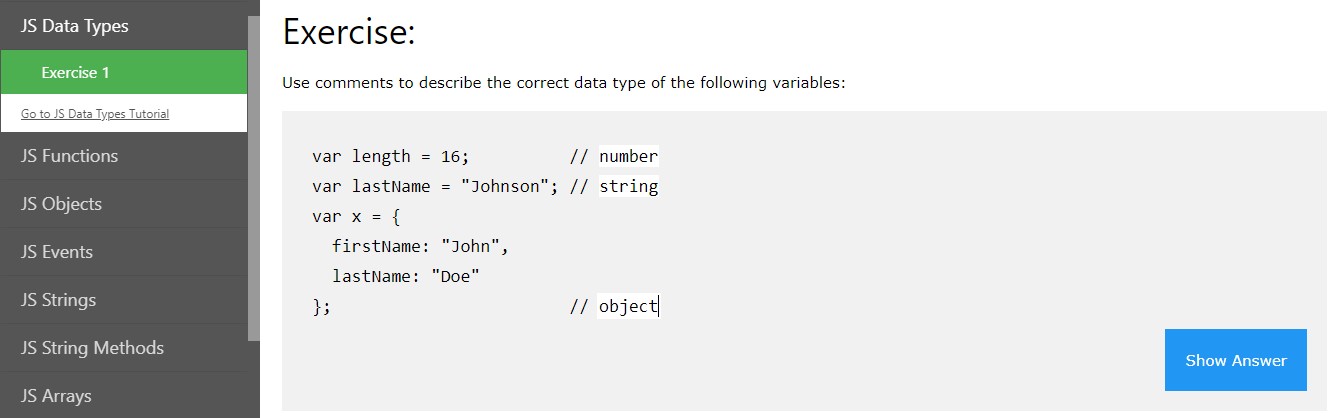 JS Data Types
Exercise 1
Go to JS Data Types Tutorial
JS Functions
JS Objects
JS Events
JS Strings
JS String Methods
JS Arrays
Exercise:
Use comments to describe the correct data type of the following variables:
var length = 16;          // number
var lastName = "Johnson"; // string
var x = {
  firstName: "John",
  lastName: "Doe"
};                        // object
Show Answer